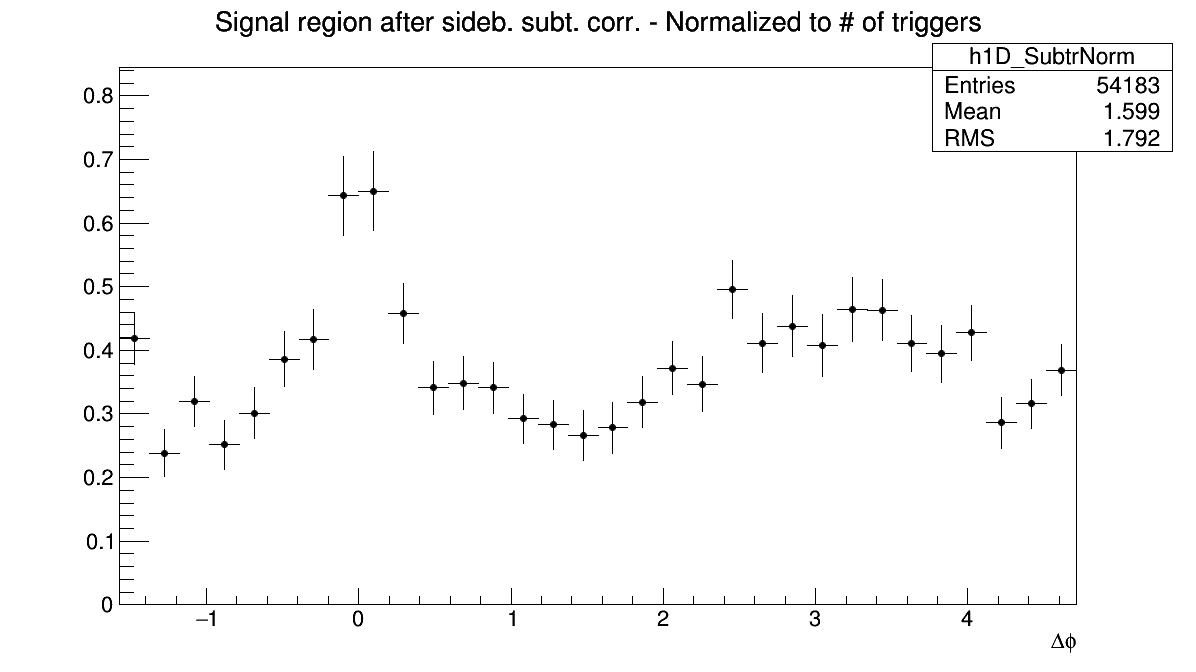 Signal region after sideb. subt. corr. - Normalized to # of triggers
h1D_SubtrNorm
Entries 54183
Mean 1.599
RMS 1.792
0.8
0.7
0.6
0.5
0.4
0.3
0.2
0.1
0
−1 0 1 2 3 4
Δϕ